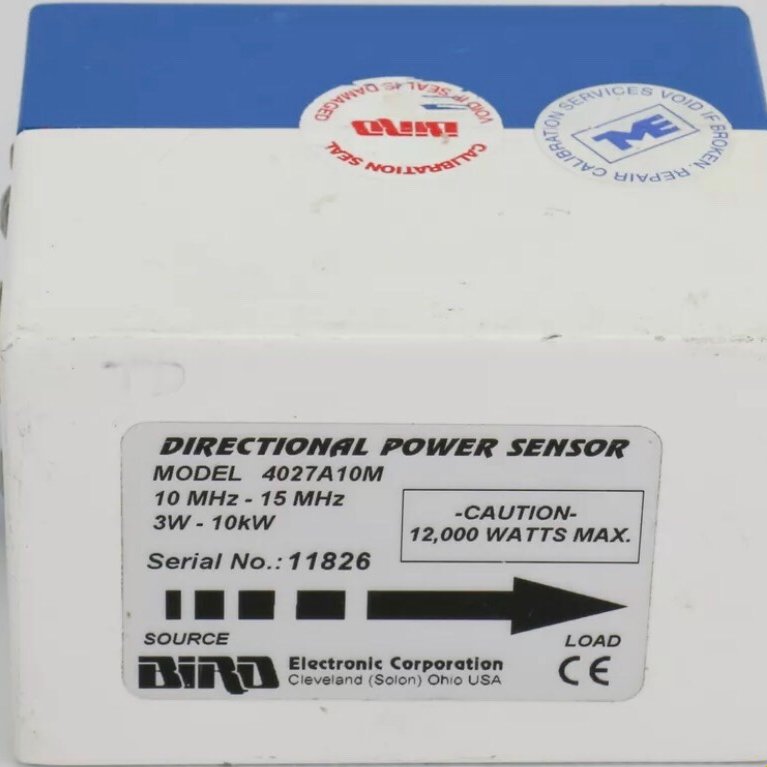 VOID IF SEAL IS DAMAGED
BIRD
CALIBRATION SEAL
CALIBRATION SERVICES VOID IF BROKEN. REPAIR
TME
TD
DIRECTIONAL POWER SENSOR
MODEL 4027A10M
10 MHz - 15 MHz
3W - 10kW
-CAUTION-
12,000 WATTS MAX.
Serial No.: 11826
SOURCE
LOAD
BIRD Electronic Corporation
Cleveland (Solon) Ohio USA
CE